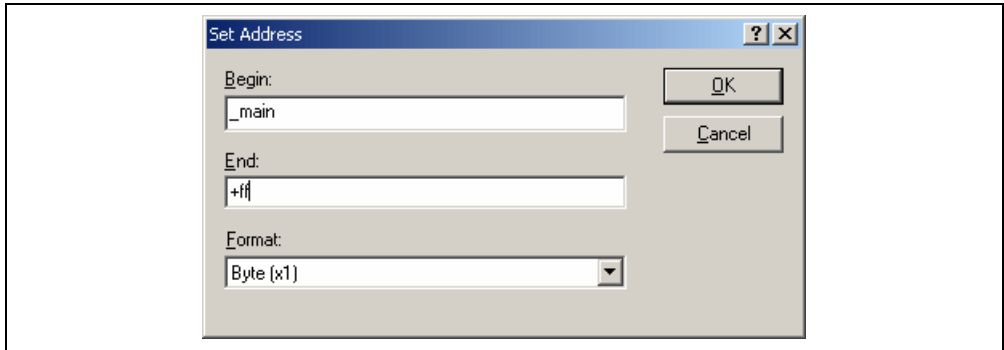 Set Address
Begin:
OK
_main
Cancel
End:
+ff
Format:
Byte (x1)